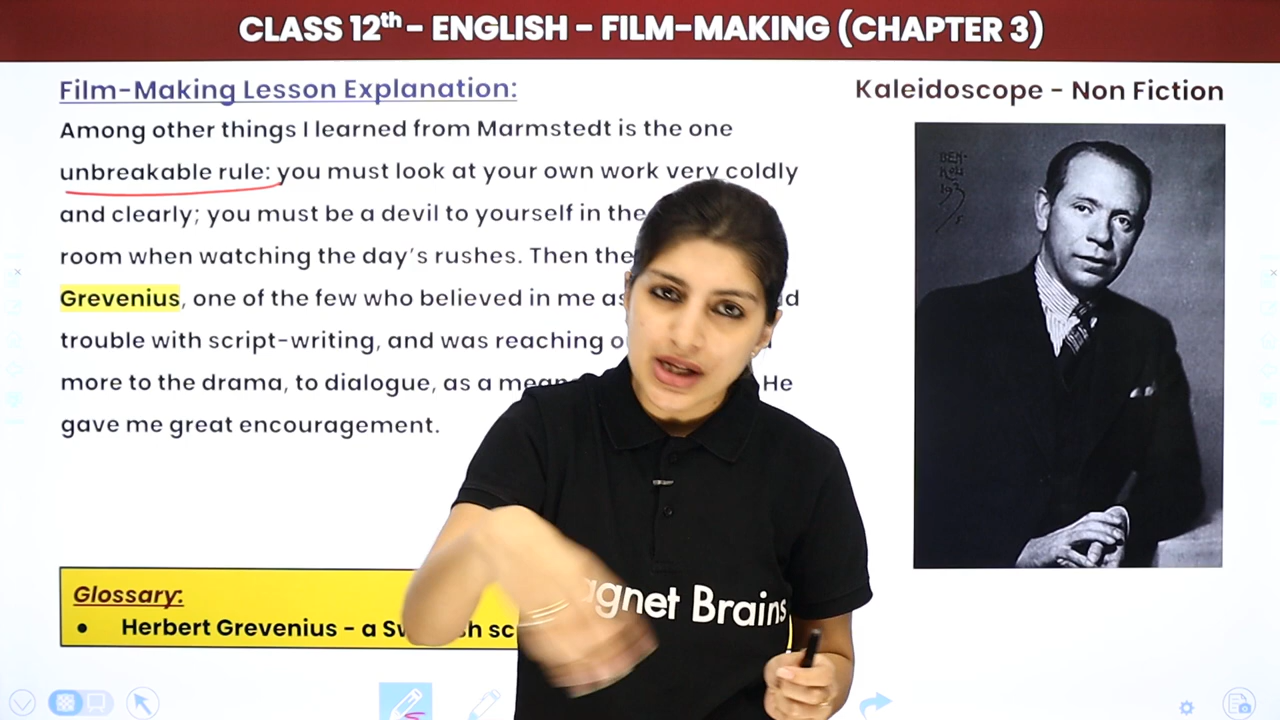 CLASS 12th - ENGLISH - FILM-MAKING (CHAPTER 3)
Film-Making Lesson Explanation:
Kaleidoscope - Non Fiction
Among other things I learned from Marmstedt is the one
unbreakable rule: you must look at your own work very coldly
and clearly; you must be a devil to yourself in the
room when watching the day's rushes. Then
Grevenius, one of the few who believed in me as
trouble with script-writing, and was reaching
more to the drama, to dialogue, as a He
gave me great encouragement.
Glossary:
• Herbert Grevenius - a
Brains